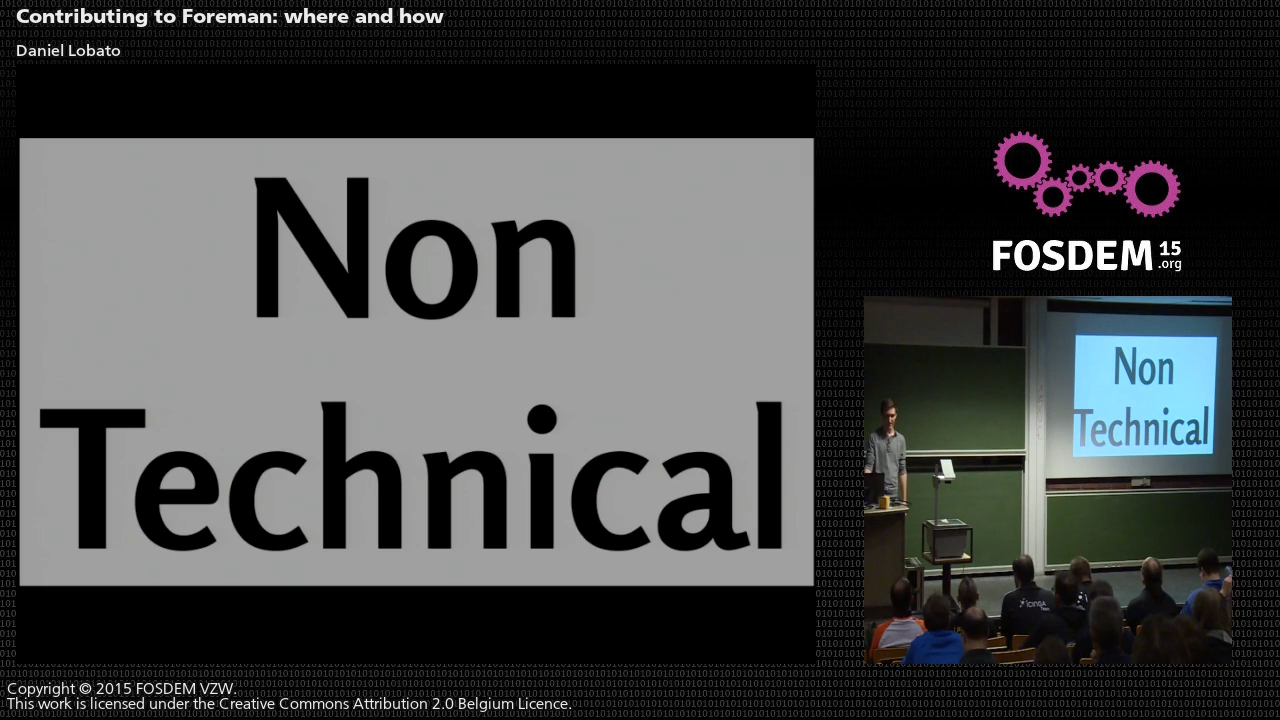 Contributing to Foreman: where and how
Daniel Lobato
Non
Technical
FOSDEM 15
.org
Non
Technical
icinga
Copyright © 2015 FOSDEM VZW.
This work is licensed under the Creative Commons Attribution 2.0 Belgium Licence.